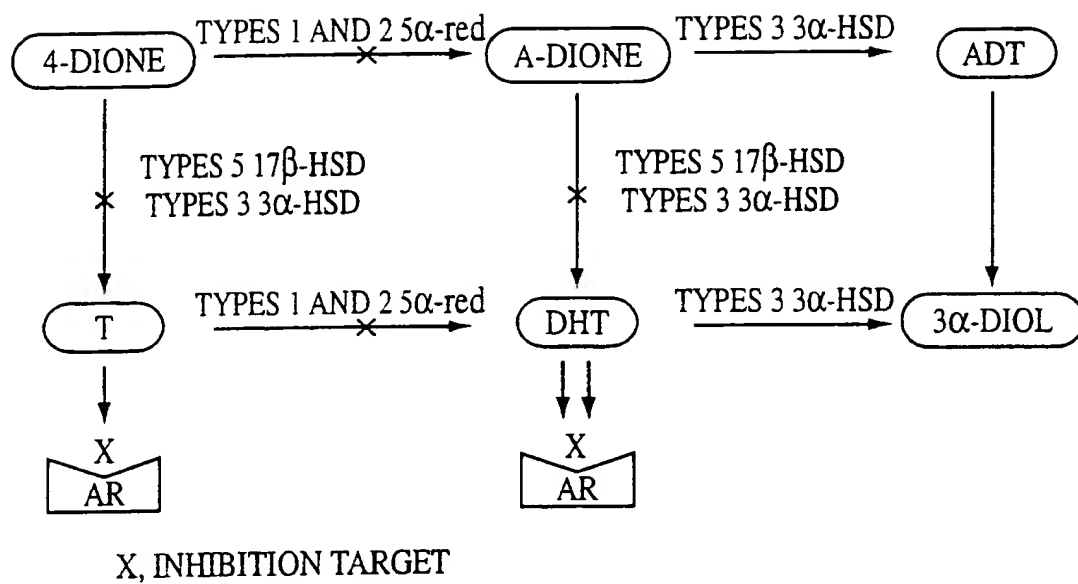 TYPES 1 AND 2 5α-red
TYPES 3 3α-HSD
4-DIONE
A-DIONE
ADT
TYPES 5 17β-HSD
TYPES 3 3α-HSD
TYPES 5 17β-HSD
TYPES 3 3α-HSD
TYPES 1 AND 2 5α-red
TYPES 3 3α-HSD
T
DHT
3α-DIOL
X
X
AR
AR
X, INHIBITION TARGET